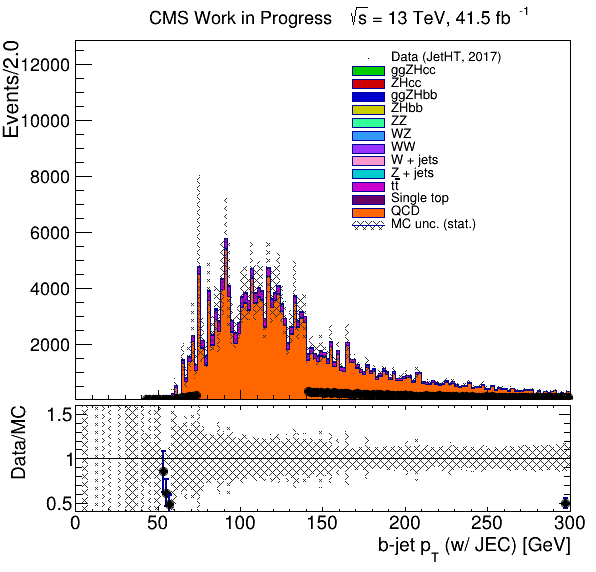 CMS Work in Progress √s = 13 TeV, 41.5 fb⁻¹
Events/2.0
12000
10000
8000
6000
4000
2000
Data (JetHT, 2017)
ggZHcc
ZHcc
ggZHbb
ZHbb
ZZ
WZ
WW
W + jets
Z + jets
tt̄
Single top
QCD
MC unc. (stat.)
Data/MC
1.5
1
0.5
0 50 100 150 200 250 300
b-jet p_T (w/ JEC) [GeV]